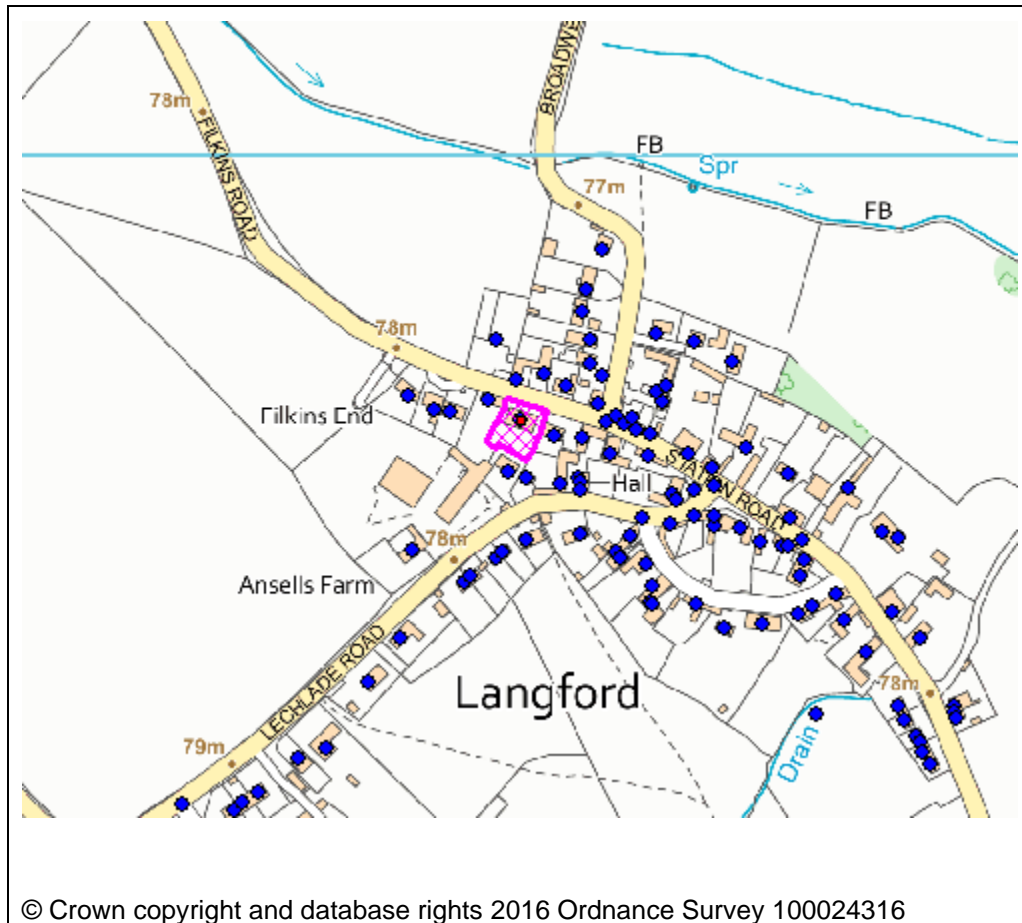 BROADWE
78m
FILKINS ROAD
FB
Spr
77m
FB
78m
Filkins End
STATION ROAD
Hall
78m
Ansells Farm
LECHLADE ROAD
Langford
78m
79m
Drain
© Crown copyright and database rights 2016 Ordnance Survey 100024316